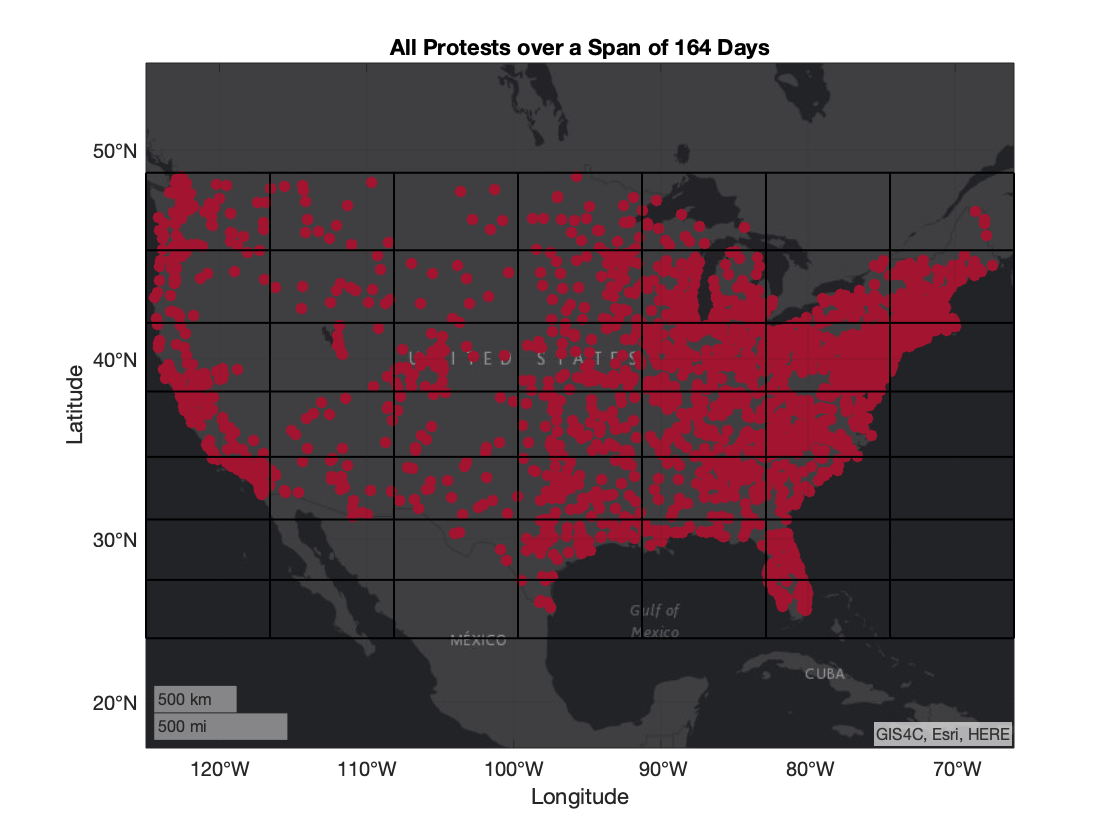 All Protests over a Span of 164 Days
50°N
40°N
30°N
20°N
Latitude
UNITED STATES
Gulf of
Mexico
MÉXICO
CUBA
500 km
500 mi
GIS4C, Esri, HERE
120°W 110°W 100°W 90°W 80°W 70°W
Longitude